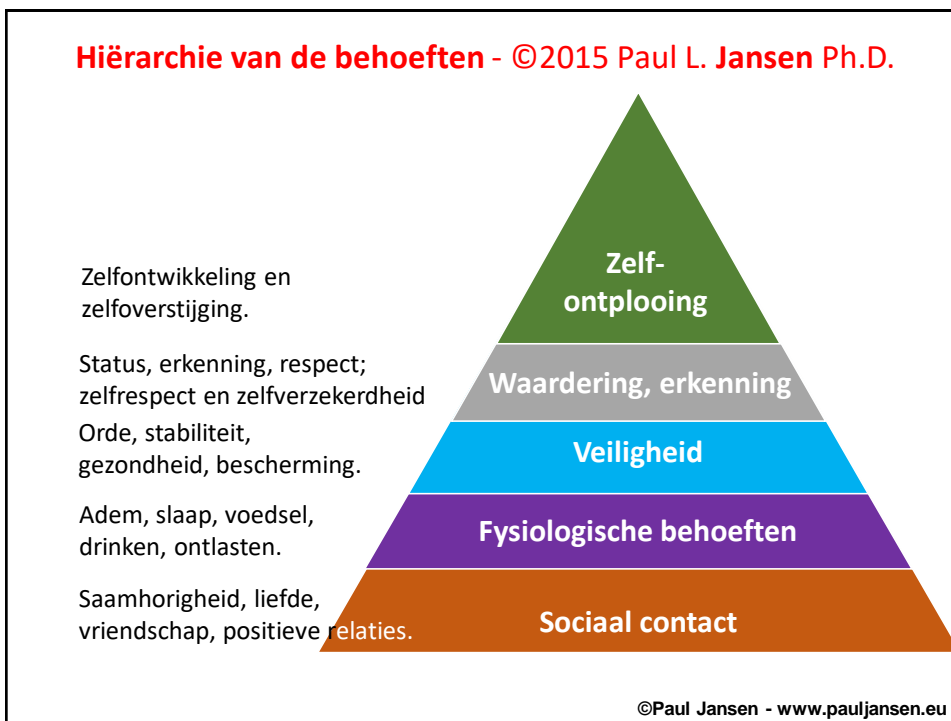 Hiërarchie van de behoeften - ©2015 Paul L. Jansen Ph.D.
Zelfontwikkeling en
zelfoverstijging.
Zelf-
ontplooing
Status, erkenning, respect;
zelfrespect en zelfverzekerdheid
Waardering, erkenning
Orde, stabiliteit,
gezondheid, bescherming.
Veiligheid
Adem, slaap, voedsel,
drinken, ontlasten.
Fysiologische behoeften
Saamhorigheid, liefde,
vriendschap, positieve relaties.
Sociaal contact
©Paul Jansen - www.pauljansen.eu